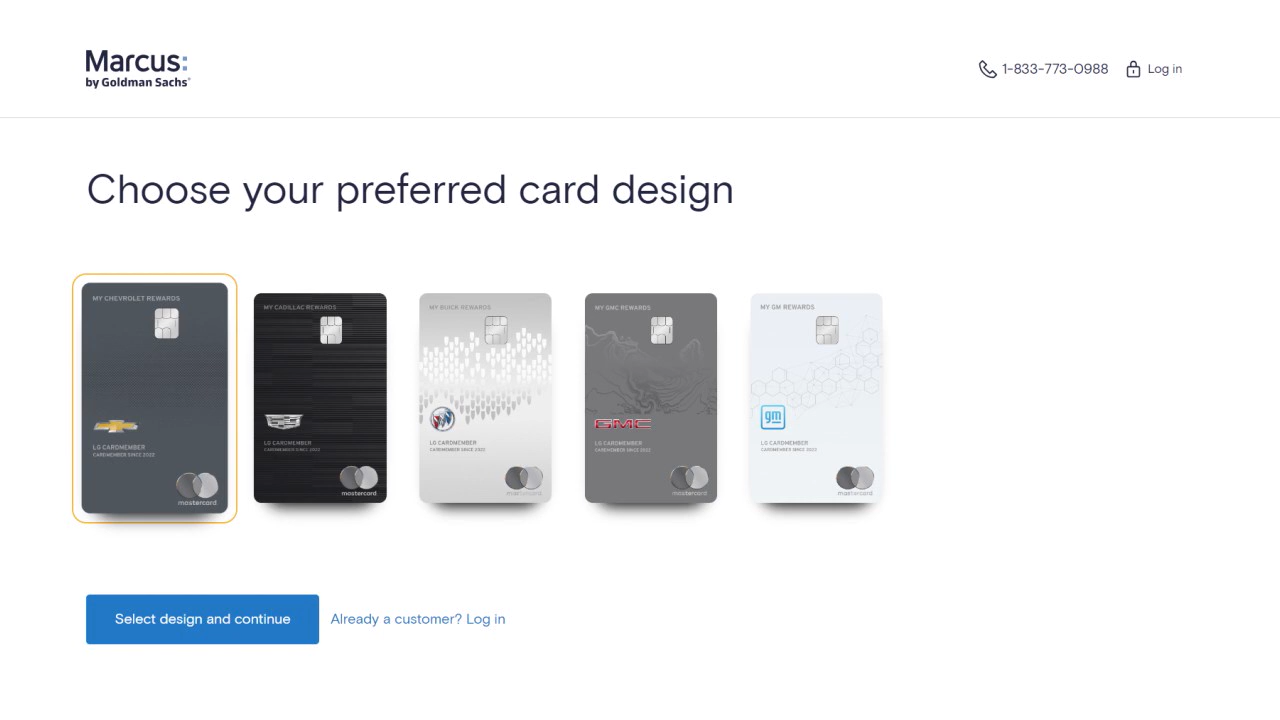 Marcus:
by Goldman Sachs®
1-833-773-0988
Log in
Choose your preferred card design
MY CHEVROLET REWARDS
LG CARDMEMBER
CARDMEMBER SINCE 2022
mastercard
MY CADILLAC REWARDS
LG CARDMEMBER
CARDMEMBER SINCE 2022
mastercard
MY BUICK REWARDS
LG CARDMEMBER
CARDMEMBER SINCE 2022
mastercard
MY GMC REWARDS
GMC
LG CARDMEMBER
CARDMEMBER SINCE 2022
mastercard
MY GM REWARDS
gm
LG CARDMEMBER
CARDMEMBER SINCE 2022
mastercard
Select design and continue
Already a customer? Log in